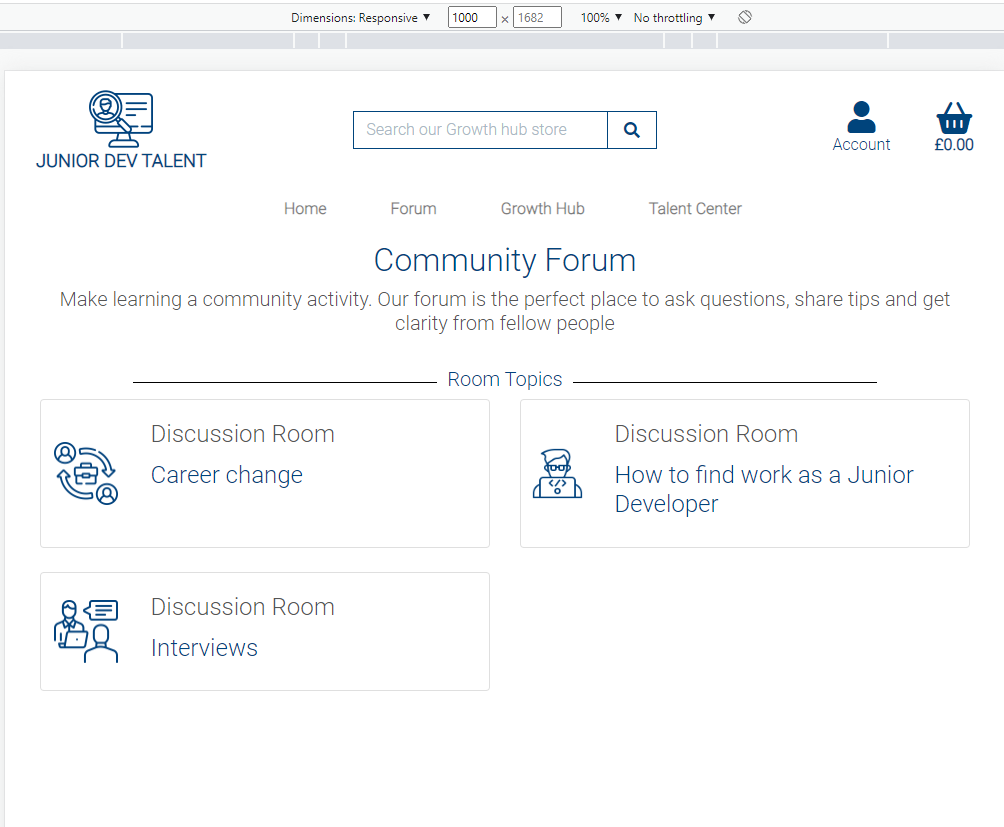 Dimensions: Responsive ▼ 1000 × 1682 100% ▼ No throttling ▼
JUNIOR DEV TALENT
Search our Growth hub store
Account
£0.00
Home Forum Growth Hub Talent Center
Community Forum
Make learning a community activity. Our forum is the perfect place to ask questions, share tips and get
clarity from fellow people
Room Topics
Discussion Room
Career change
Discussion Room
How to find work as a Junior
Developer
Discussion Room
Interviews